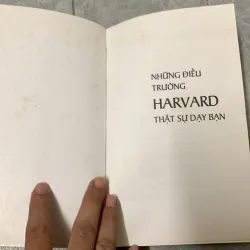 NHỮNG ĐIỀU
TRƯỜNG
HARVARD
THẬT SỰ DẠY BẠN